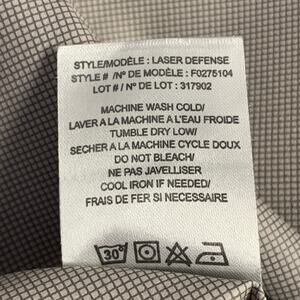 STYLE/MODÈLE: LASER DEFENSE
STYLE # /Nº DE MODÈLE: F0275104
LOT # / Nº DE LOT : 317902
MACHINE WASH COLD/
LAVER A LA MACHINE A L'EAU FROIDE
TUMBLE DRY LOW/
SÉCHER A LA MACHINE CYCLE DOUX
DO NOT BLEACH/
NE PAS JAVELLISER
COOL IRON IF NEEDED/
FRAIS DE FER SI NECESSAIRE
30°